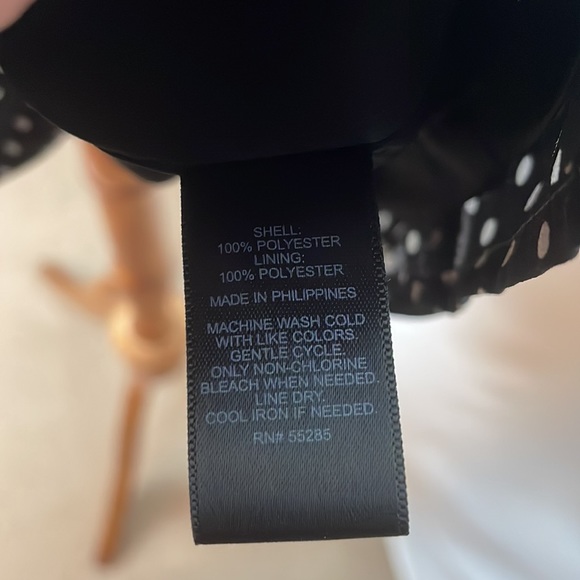 SHELL:
100% POLYESTER
LINING:
100% POLYESTER
MADE IN PHILIPPINES
MACHINE WASH COLD
WITH LIKE COLORS.
GENTLE CYCLE.
ONLY NON-CHLORINE
BLEACH WHEN NEEDED.
LINE DRY.
COOL IRON IF NEEDED.
RN# 55285